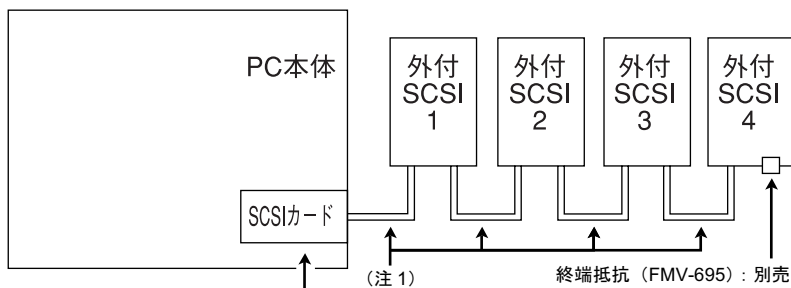 PC本体
SCSIカード
外付
SCSI
1
外付
SCSI
2
外付
SCSI
3
外付
SCSI
4
(注1)
終端抵抗（FMV-695）: 別売